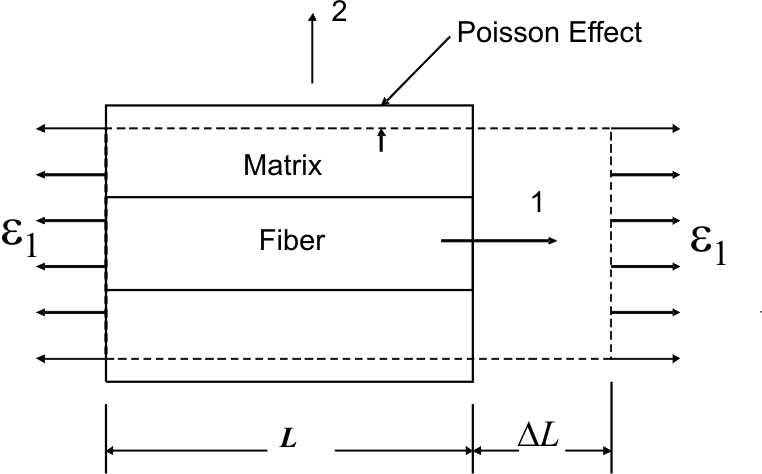 2
Poisson Effect
Matrix
1
ε1
Fiber
ε1
L
ΔL